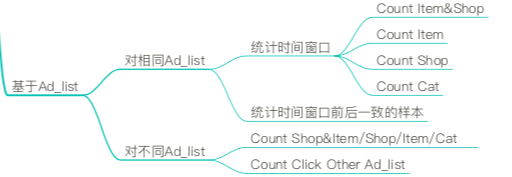 基于Ad_list
对相同Ad_list
统计时间窗口
Count Item&Shop
Count Item
Count Shop
Count Cat
统计时间窗口前后一致的样本
对不同Ad_list
Count Shop&Item/Shop/Item/Cat
Count Click Other Ad_list